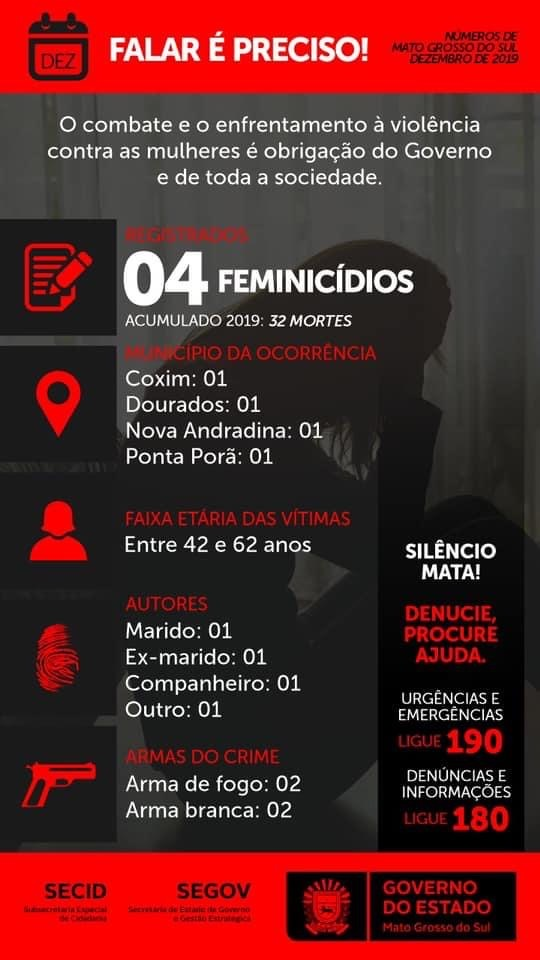 DEZ
FALAR É PRECISO!
NÚMEROS DE
MATO GROSSO DO SUL
DEZEMBRO DE 2019
O combate e o enfrentamento à violência
contra as mulheres é obrigação do Governo
e de toda a sociedade.
REGISTRADOS
04 FEMINICÍDIOS
ACUMULADO 2019: 32 MORTES
MUNICÍPIO DA OCORRÊNCIA
Coxim: 01
Dourados: 01
Nova Andradina: 01
Ponta Porã: 01
FAIXA ETÁRIA DAS VÍTIMAS
Entre 42 e 62 anos
AUTORES
Marido: 01
Ex-marido: 01
Companheiro: 01
Outro: 01
ARMAS DO CRIME
Arma de fogo: 02
Arma branca: 02
SILÊNCIO
MATA!
DENUCIE,
PROCURE
AJUDA.
URGÊNCIAS E
EMERGÊNCIAS
LIGUE 190
DENÚNCIAS E
INFORMAÇÕES
LIGUE 180
SECID
Subsecretaria Especial
de Cidadania
SEGOV
Secretaria de Estado de Governo
e Gestão Estratégica
GOVERNO
DO ESTADO
Mato Grosso do Sul